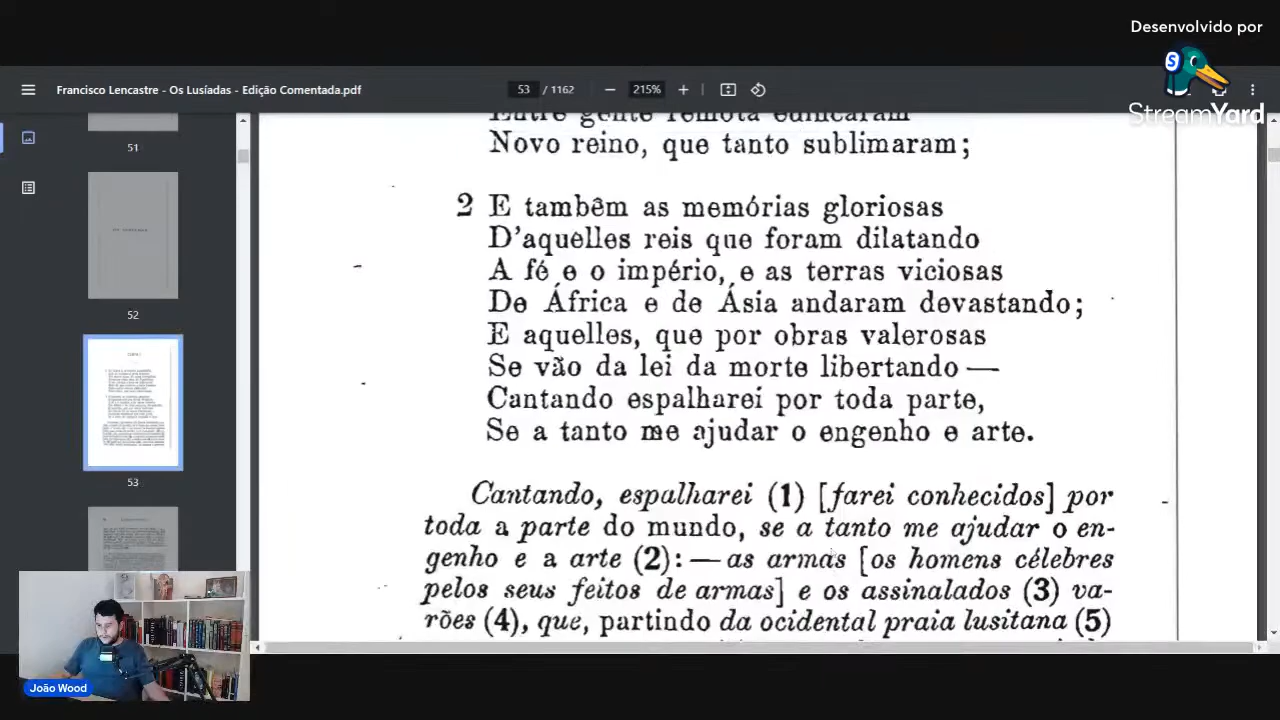 Desenvolvido por
StreamYard
Francisco Lencastre - Os Lusíadas - Edição Comentada.pdf
53 / 1162
215%
51
52
53
Entre gente remota edificaram
Novo reino, que tanto sublimaram;
2 E tambêm as memórias gloriosas
D'aquelles reis que foram dilatando
A fé e o império, e as terras viciosas
De África e de Ásia andaram devastando;
E aquelles, que por obras valerosas
Se vão da lei da morte libertando —
Cantando espalharei por toda parte,
Se a tanto me ajudar o engenho e arte.
Cantando, espalharei (1) [farei conhecidos] por
toda a parte do mundo, se a tanto me ajudar o en-
genho e a arte (2): — as armas [os homens célebres
pelos seus feitos de armas] e os assinalados (3) va-
rões (4), que, partindo da ocidental praia lusitana (5)
João Wood